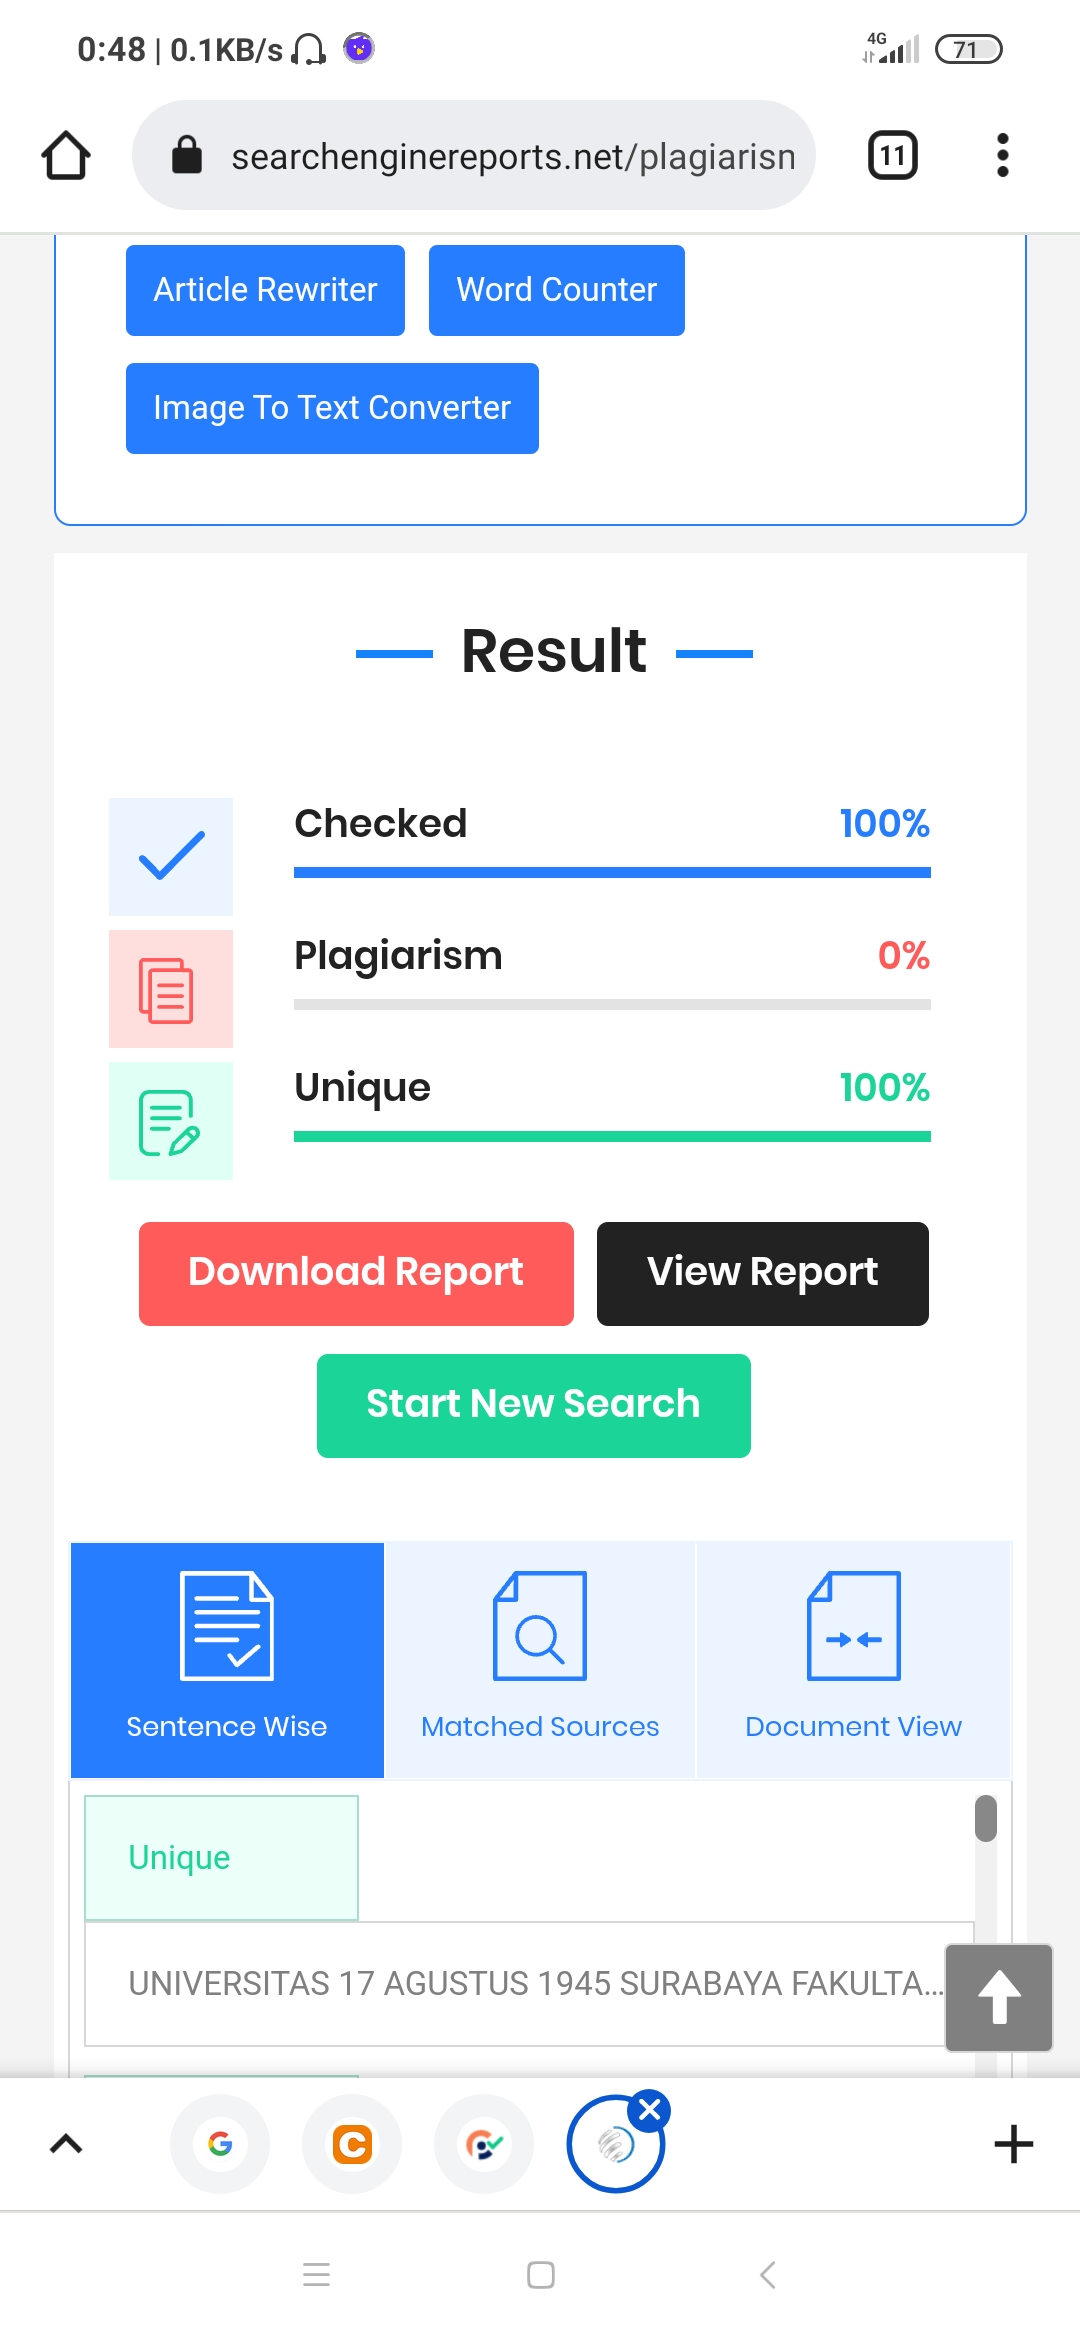 0:48 | 0.1KB/s
4G
71
searchenginereports.net/plagiarisn
11
Article Rewriter
Word Counter
Image To Text Converter
Result
Checked 100%
Plagiarism 0%
Unique 100%
Download Report
View Report
Start New Search
Sentence Wise
Matched Sources
Document View
Unique
UNIVERSITAS 17 AGUSTUS 1945 SURABAYA FAKULTA...